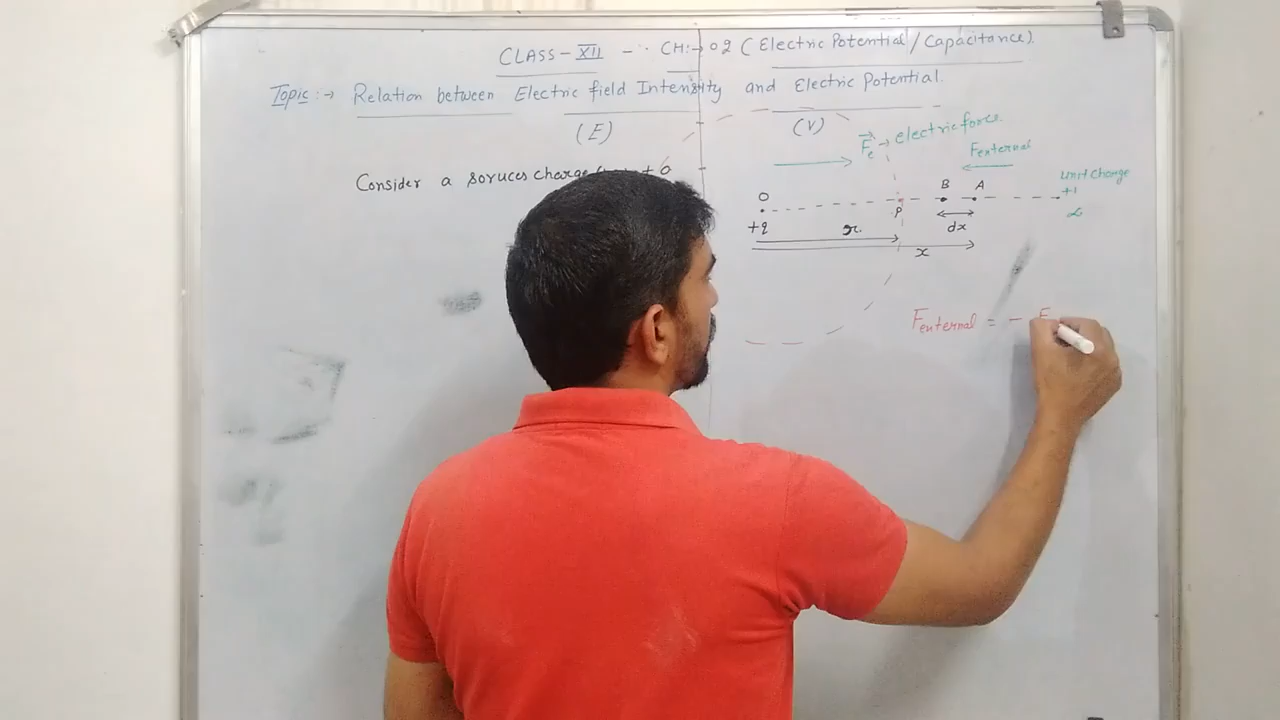 CLASS-XII - CH:→02 (Electric Potential/Capacitance).
Topic:→ Relation between Electric field Intensity and Electric Potential.
(E) (V)
Fe → electric force.
Fexternal
Consider a soruces charge
unit charge
+1
O P B A
+q r dx ∞
x
Fexternal = - F